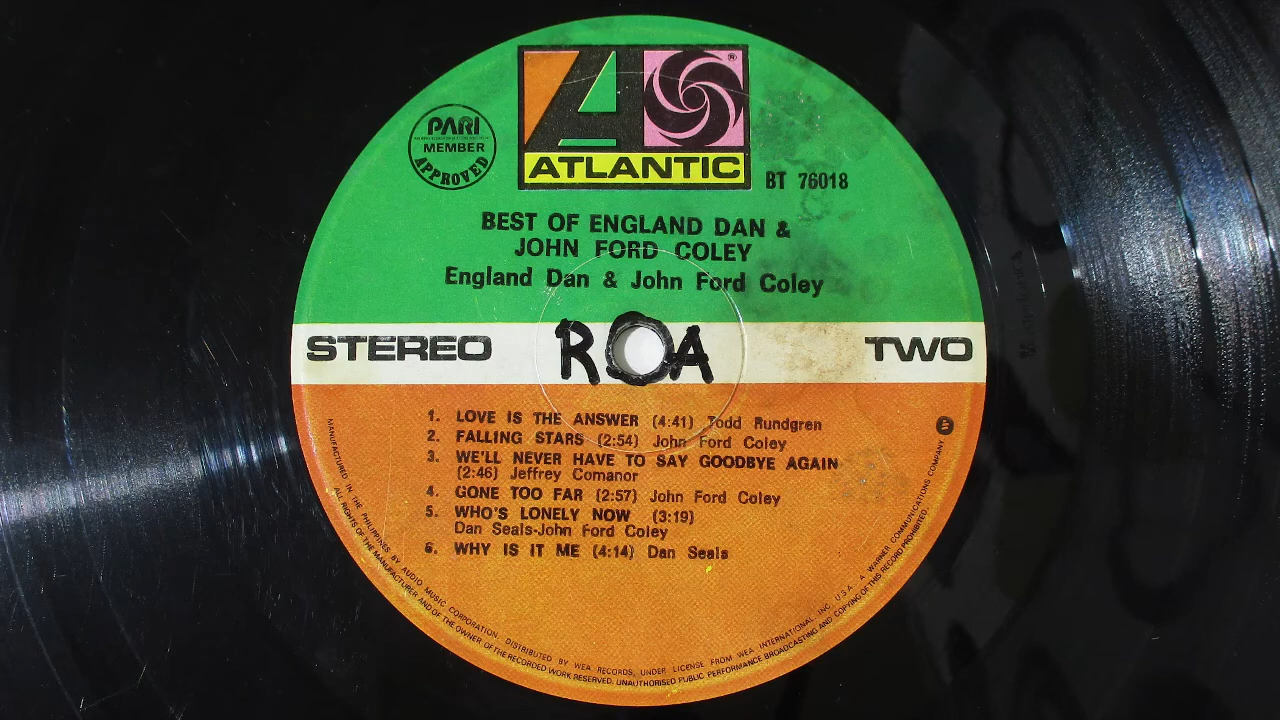 PARI
MEMBER
APPROVED
®
ATLANTIC
BT 76018
BEST OF ENGLAND DAN &
JOHN FORD COLEY
England Dan & John Ford Coley
STEREO
ROA
TWO
1. LOVE IS THE ANSWER (4:41) Todd Rundgren
2. FALLING STARS (2:54) John Ford Coley
3. WE'LL NEVER HAVE TO SAY GOODBYE AGAIN
(2:46) Jeffrey Comanor
4. GONE TOO FAR (2:57) John Ford Coley
5. WHO'S LONELY NOW (3:19)
Dan Seals-John Ford Coley
6. WHY IS IT ME (4:14) Dan Seals
MANUFACTURED IN THE PHILIPPINES BY AUDIO MUSIC CORPORATION. DISTRIBUTED BY WEA RECORDS, UNDER LICENSE FROM WEA INTERNATIONAL INC. U.S.A. A WARNER COMMUNICATIONS COMPANY
ALL RIGHTS OF THE MANUFACTURER AND OF THE OWNER OF THE RECORDED WORK RESERVED. UNAUTHORISED PUBLIC PERFORMANCE BROADCASTING AND COPYING OF THIS RECORD PROHIBITED.